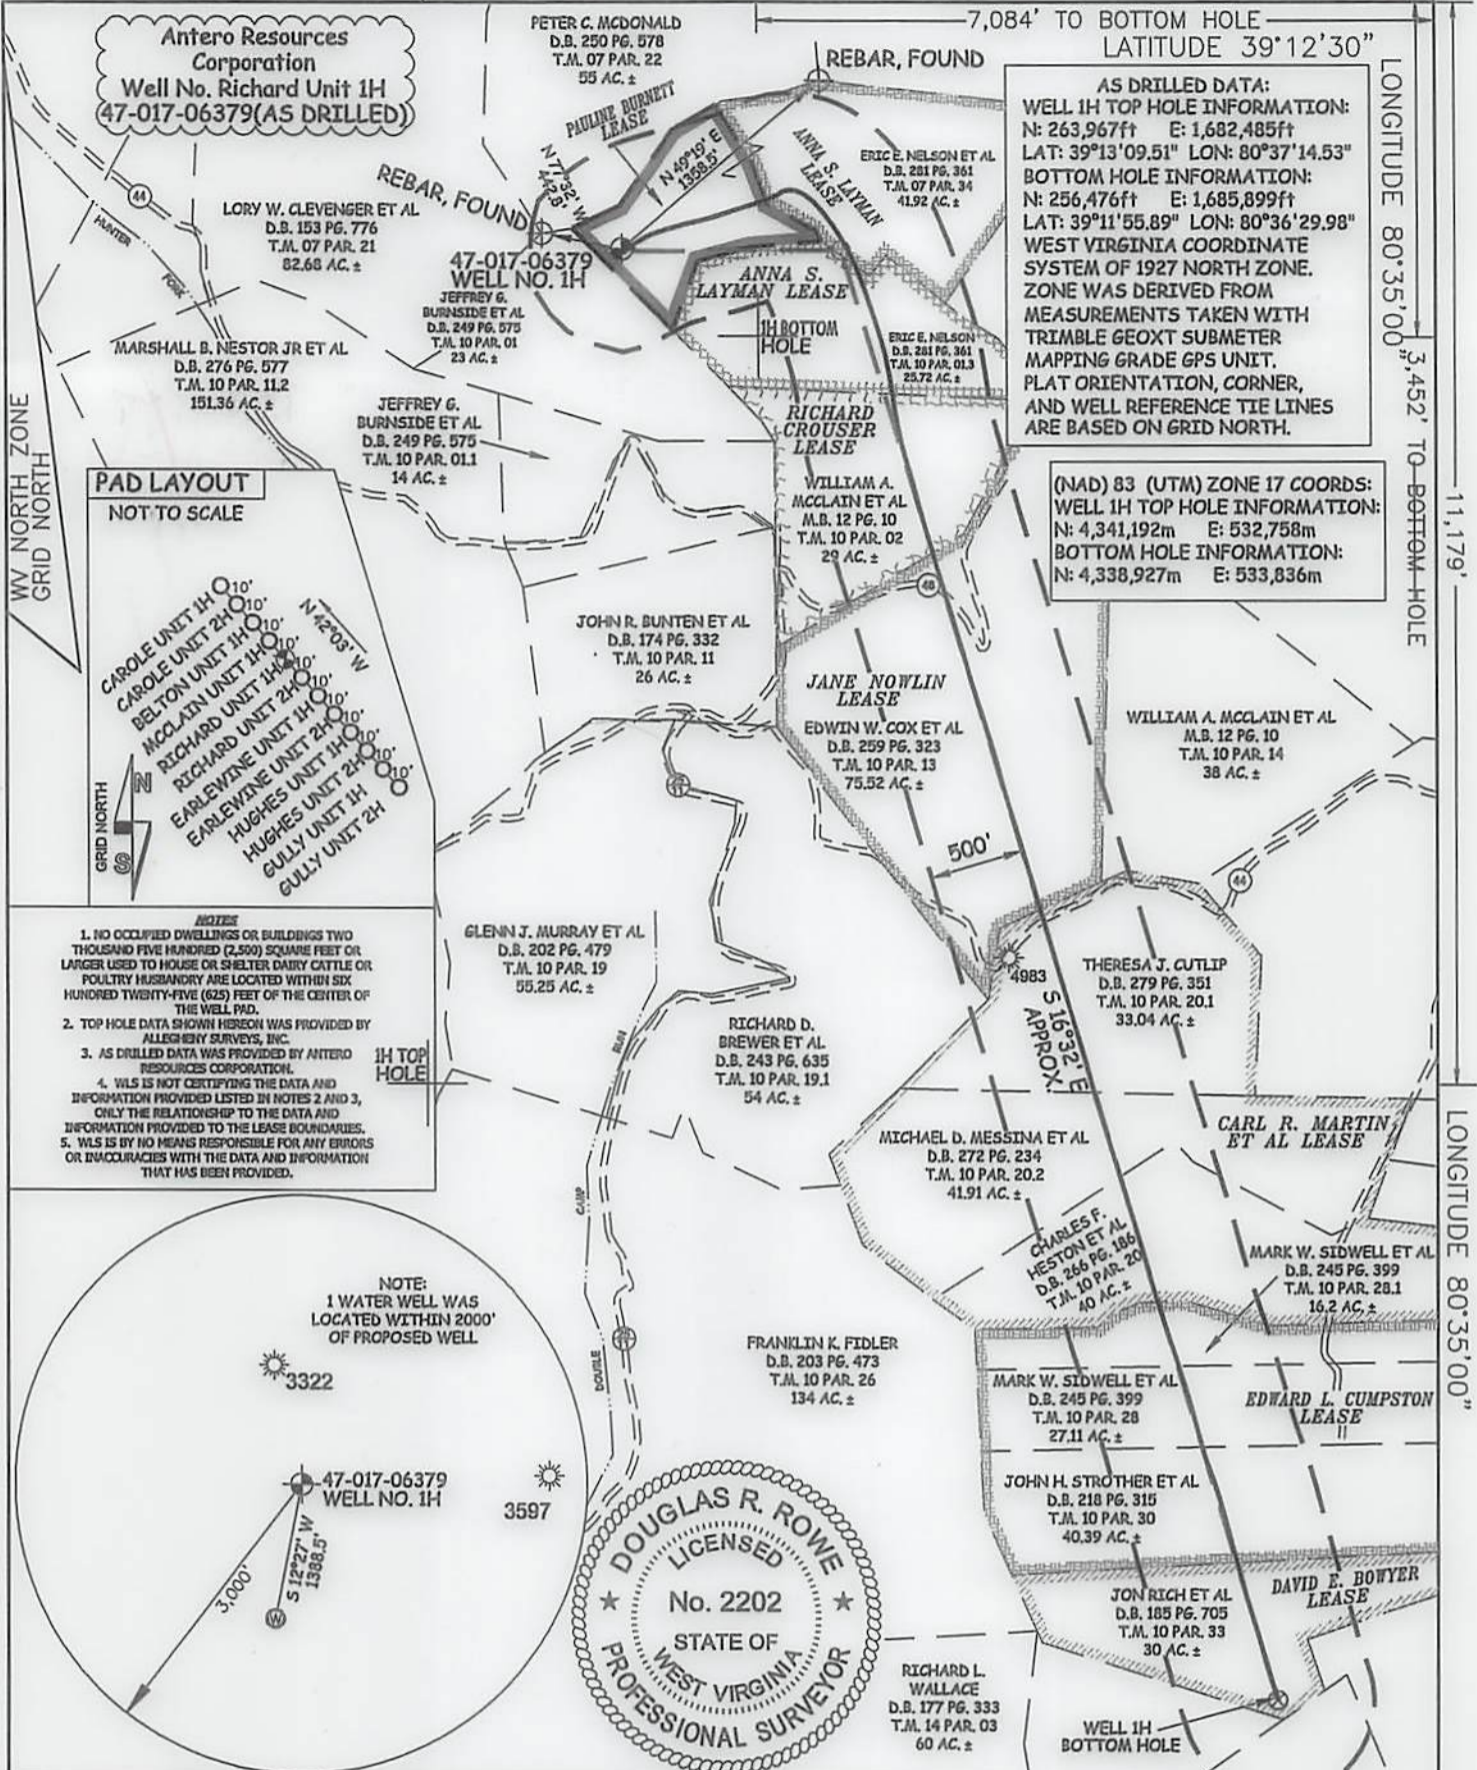 Antero Resources
Corporation
Well No. Richard Unit 1H
47-017-06379(AS DRILLED)
PETER C. MCDONALD
D.B. 250 PG. 578
T.M. 07 PAR. 22
55 AC. ±
7,084' TO BOTTOM HOLE
LATITUDE 39°12'30"
REBAR, FOUND
PAULINE BURNETT
LEASE
N 49°19' E
1358.5'
N 77°32' W
442.8'
REBAR, FOUND
ANNA S. LAYMAN
LEASE
ERIC E. NELSON ET AL
D.B. 281 PG. 361
T.M. 07 PAR. 34
41.92 AC. ±
AS DRILLED DATA:
WELL 1H TOP HOLE INFORMATION:
N: 263,967ft E: 1,682,485ft
LAT: 39°13'09.51" LON: 80°37'14.53"
BOTTOM HOLE INFORMATION:
N: 256,476ft E: 1,685,899ft
LAT: 39°11'55.89" LON: 80°36'29.98"
WEST VIRGINIA COORDINATE
SYSTEM OF 1927 NORTH ZONE.
ZONE WAS DERIVED FROM
MEASUREMENTS TAKEN WITH
TRIMBLE GEOXT SUBMETER
MAPPING GRADE GPS UNIT.
PLAT ORIENTATION, CORNER,
AND WELL REFERENCE TIE LINES
ARE BASED ON GRID NORTH.
LONGITUDE 80°35'00"
3,452' TO BOTTOM HOLE
11,179'
44
HUNTER
FORK
LORY W. CLEVENGER ET AL
D.B. 153 PG. 776
T.M. 07 PAR. 21
82.68 AC. ±
47-017-06379
WELL NO. 1H
JEFFREY G.
BURNSIDE ET AL
D.B. 249 PG. 575
T.M. 10 PAR. 01
23 AC. ±
ANNA S.
LAYMAN LEASE
1H BOTTOM
HOLE
ERIC E. NELSON
D.B. 281 PG. 361
T.M. 10 PAR. 01.3
25.72 AC. ±
MARSHALL B. NESTOR JR ET AL
D.B. 276 PG. 577
T.M. 10 PAR. 11.2
151.36 AC. ±
JEFFREY G.
BURNSIDE ET AL
D.B. 249 PG. 575
T.M. 10 PAR. 01.1
14 AC. ±
RICHARD
CROUSER
LEASE
WILLIAM A.
MCCLAIN ET AL
M.B. 12 PG. 10
T.M. 10 PAR. 02
29 AC. ±
(NAD) 83 (UTM) ZONE 17 COORDS:
WELL 1H TOP HOLE INFORMATION:
N: 4,341,192m E: 532,758m
BOTTOM HOLE INFORMATION:
N: 4,338,927m E: 533,836m
WV NORTH ZONE
GRID NORTH
PAD LAYOUT
NOT TO SCALE
CAROLE UNIT 1H 10'
CAROLE UNIT 2H 10'
BELTON UNIT 1H 10'
MCCLAIN UNIT 1H 10'
RICHARD UNIT 1H 10'
RICHARD UNIT 2H 10'
EARLEWINE UNIT 1H 10'
EARLEWINE UNIT 2H 10'
HUGHES UNIT 1H 10'
HUGHES UNIT 2H 10'
GULLY UNIT 1H 10'
GULLY UNIT 2H
N 42°03' W
GRID NORTH
N
S
JOHN R. BUNTEN ET AL
D.B. 174 PG. 332
T.M. 10 PAR. 11
26 AC. ±
JANE NOWLIN
LEASE
EDWIN W. COX ET AL
D.B. 259 PG. 323
T.M. 10 PAR. 13
75.52 AC. ±
WILLIAM A. MCCLAIN ET AL
M.B. 12 PG. 10
T.M. 10 PAR. 14
38 AC. ±
500'
44
NOTES
1. NO OCCUPIED DWELLINGS OR BUILDINGS TWO
THOUSAND FIVE HUNDRED (2,500) SQUARE FEET OR
LARGER USED TO HOUSE OR SHELTER DAIRY CATTLE OR
POULTRY HUSBANDRY ARE LOCATED WITHIN SIX
HUNDRED TWENTY-FIVE (625) FEET OF THE CENTER OF
THE WELL PAD.
2. TOP HOLE DATA SHOWN HEREON WAS PROVIDED BY
ALLEGHENY SURVEYS, INC.
3. AS DRILLED DATA WAS PROVIDED BY ANTERO
RESOURCES CORPORATION.
4. WLS IS NOT CERTIFYING THE DATA AND
INFORMATION PROVIDED LISTED IN NOTES 2 AND 3,
ONLY THE RELATIONSHIP TO THE DATA AND
INFORMATION PROVIDED TO THE LEASE BOUNDARIES.
5. WLS IS BY NO MEANS RESPONSIBLE FOR ANY ERRORS
OR INACCURACIES WITH THE DATA AND INFORMATION
THAT HAS BEEN PROVIDED.
1H TOP
HOLE
GLENN J. MURRAY ET AL
D.B. 202 PG. 479
T.M. 10 PAR. 19
55.25 AC. ±
RICHARD D.
BREWER ET AL
D.B. 243 PG. 635
T.M. 10 PAR. 19.1
54 AC. ±
4983
S 16°32' E
APPROX.
THERESA J. CUTLIP
D.B. 279 PG. 351
T.M. 10 PAR. 20.1
33.04 AC. ±
CARL R. MARTIN
ET AL LEASE
MICHAEL D. MESSINA ET AL
D.B. 272 PG. 234
T.M. 10 PAR. 20.2
41.91 AC. ±
RUN
CAMP
DOUBLE
CHARLES F.
HESTON ET AL
D.B. 266 PG. 186
T.M. 10 PAR. 20
40 AC. ±
MARK W. SIDWELL ET AL
D.B. 245 PG. 399
T.M. 10 PAR. 28.1
16.2 AC. ±
LONGITUDE 80°35'00"
NOTE:
1 WATER WELL WAS
LOCATED WITHIN 2000'
OF PROPOSED WELL
3322
47-017-06379
WELL NO. 1H
3597
S 12°27' W
1388.5'
3,000'
W
FRANKLIN K. FIDLER
D.B. 203 PG. 473
T.M. 10 PAR. 26
134 AC. ±
MARK W. SIDWELL ET AL
D.B. 245 PG. 399
T.M. 10 PAR. 28
27.11 AC. ±
EDWARD L. CUMPSTON
LEASE
JOHN H. STROTHER ET AL
D.B. 218 PG. 315
T.M. 10 PAR. 30
40.39 AC. ±
DAVID E. BOWYER
LEASE
JON RICH ET AL
D.B. 185 PG. 705
T.M. 10 PAR. 33
30 AC. ±
DOUGLAS R. ROWE
LICENSED
No. 2202
STATE OF
WEST VIRGINIA
PROFESSIONAL SURVEYOR
RICHARD L.
WALLACE
D.B. 177 PG. 333
T.M. 14 PAR. 03
60 AC. ±
WELL 1H
BOTTOM HOLE